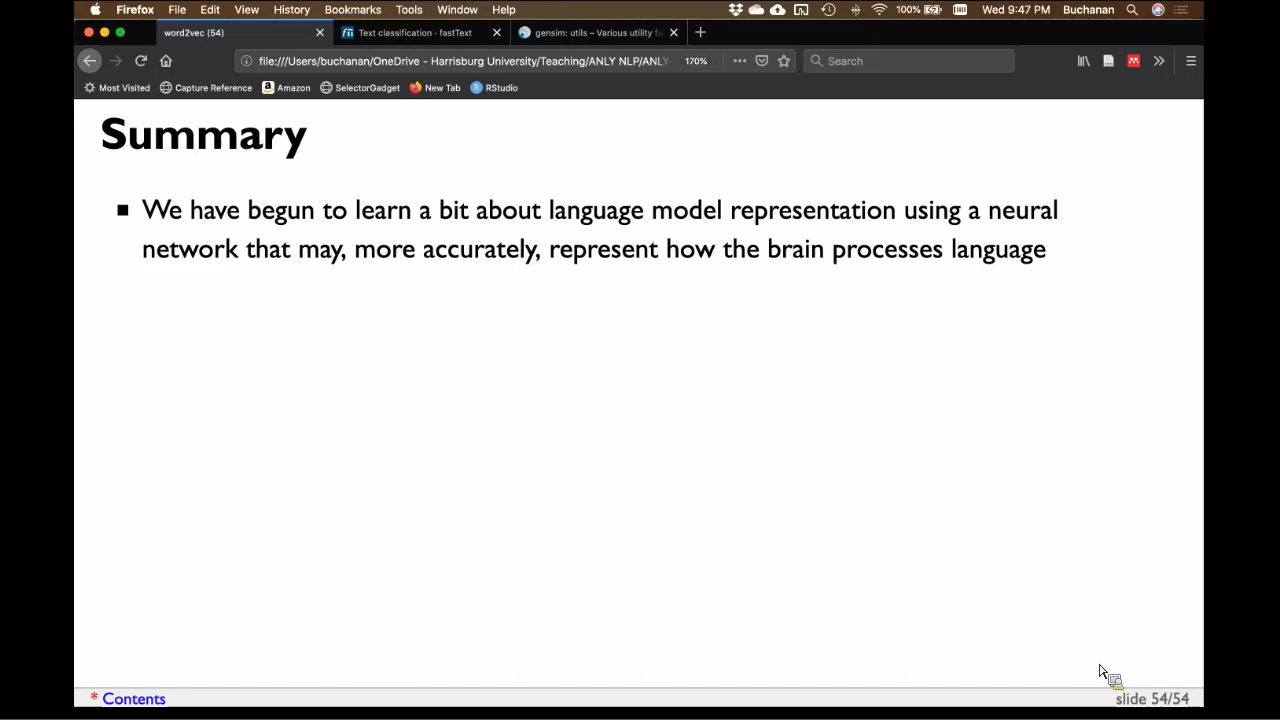 Firefox File Edit View History Bookmarks Tools Window Help 100% Wed 9:47 PM Buchanan
word2vec (54) Text classification · fastText gensim: utils – Various utility fu
file:///Users/buchanan/OneDrive - Harrisburg University/Teaching/ANLY NLP/ANLY 170% Search
Most Visited Capture Reference Amazon SelectorGadget New Tab RStudio
Summary
We have begun to learn a bit about language model representation using a neural
network that may, more accurately, represent how the brain processes language
* Contents slide 54/54